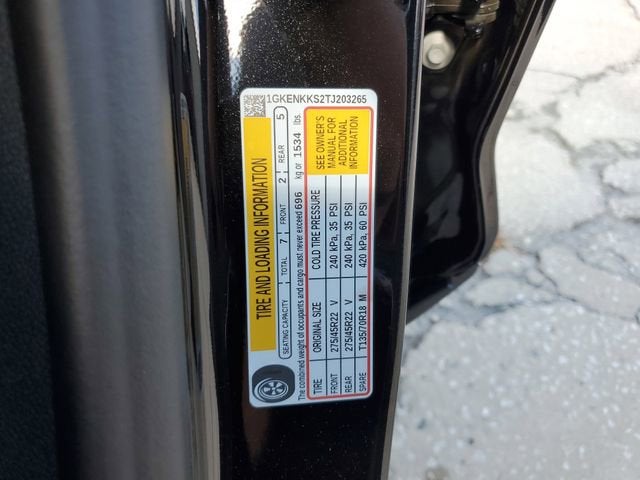 1GKENKKS2TJ203265
TIRE AND LOADING INFORMATION
SEATING CAPACITY TOTAL 7 FRONT 2 REAR 5
The combined weight of occupants and cargo must never exceed 696 kg or 1534 lbs.
TIRE ORIGINAL SIZE COLD TIRE PRESSURE
FRONT 275/45R22 V 240 kPa, 35 PSI
REAR 275/45R22 V 240 kPa, 35 PSI
SPARE T135/70R18 M 420 kPa, 60 PSI
SEE OWNER'S
MANUAL FOR
ADDITIONAL
INFORMATION